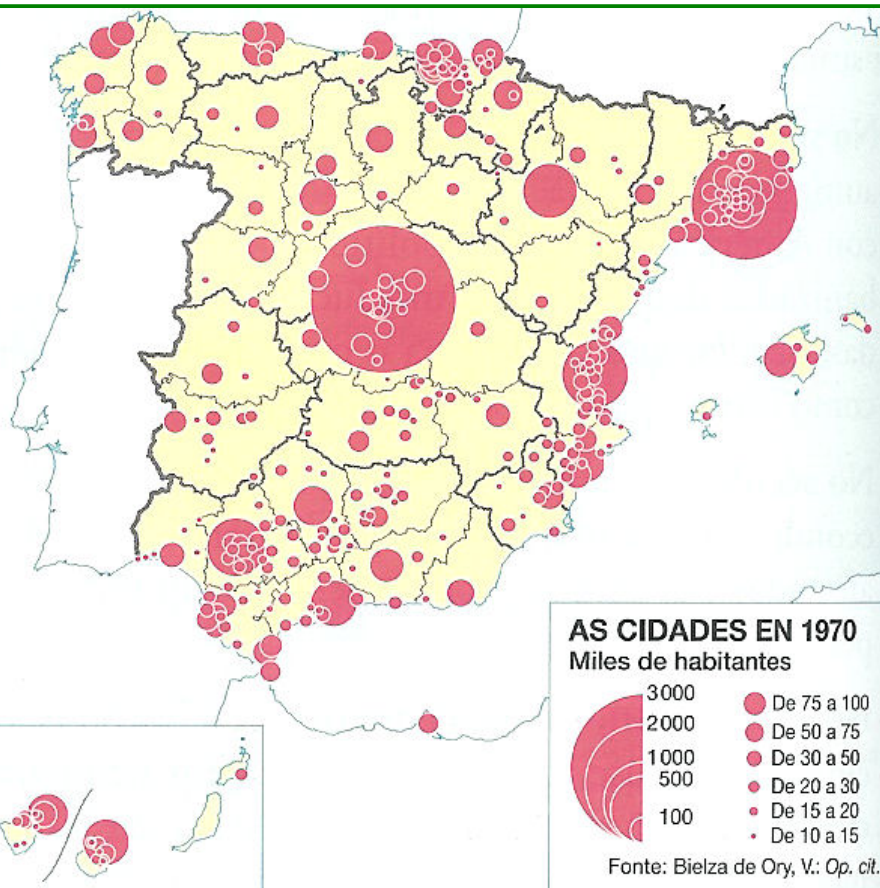 AS CIDADES EN 1970
Miles de habitantes
3000
2000
1000
500
100
De 75 a 100
De 50 a 75
De 30 a 50
De 20 a 30
De 15 a 20
De 10 a 15
Fonte: Bielza de Ory, V.: Op. cit.